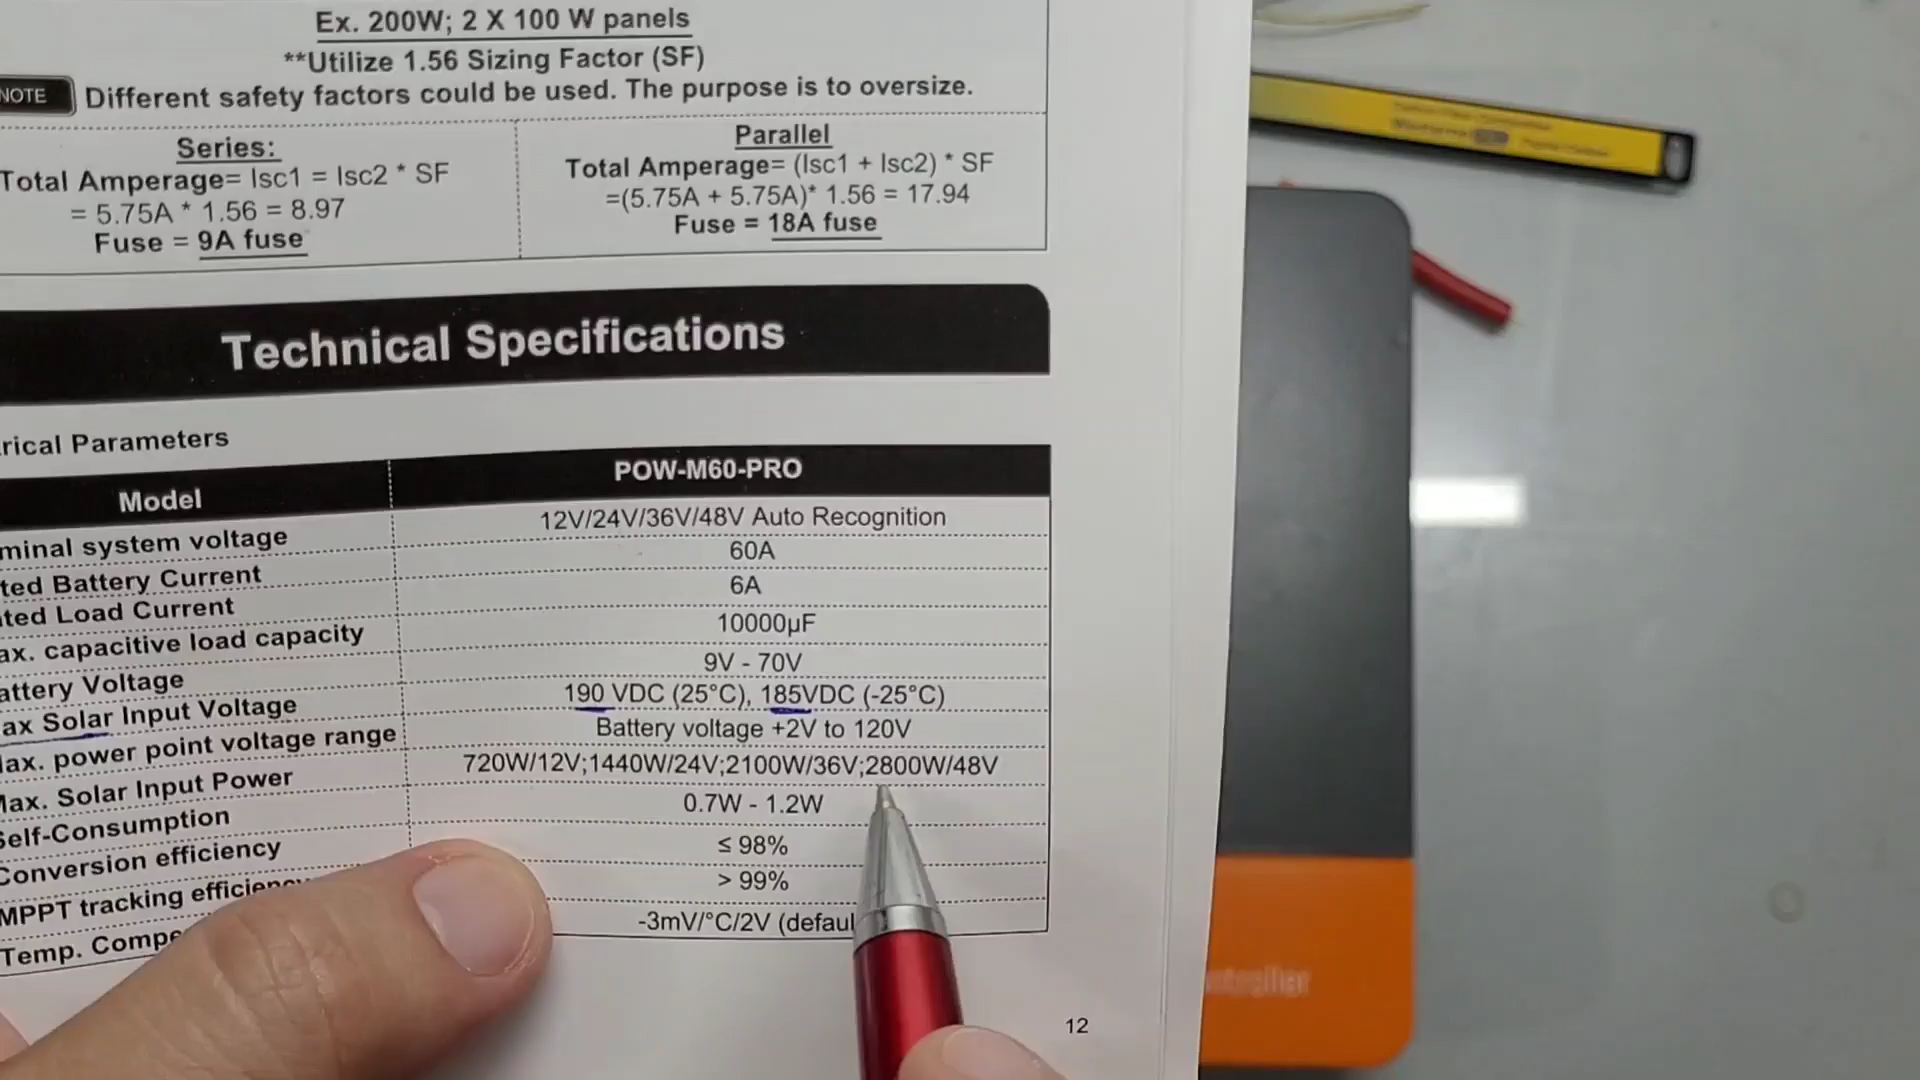 Ex. 200W; 2 X 100 W panels
**Utilize 1.56 Sizing Factor (SF)
NOTE Different safety factors could be used. The purpose is to oversize.
Series:
Total Amperage= Isc1 = Isc2 * SF
= 5.75A * 1.56 = 8.97
Fuse = 9A fuse
Parallel
Total Amperage= (Isc1 + Isc2) * SF
=(5.75A + 5.75A)* 1.56 = 17.94
Fuse = 18A fuse
Technical Specifications
rical Parameters
Model POW-M60-PRO
minal system voltage 12V/24V/36V/48V Auto Recognition
ted Battery Current 60A
ated Load Current 6A
ax. capacitive load capacity 10000µF
attery Voltage 9V - 70V
ax Solar Input Voltage 190 VDC (25°C), 185VDC (-25°C)
ax. power point voltage range Battery voltage +2V to 120V
Max. Solar Input Power 720W/12V;1440W/24V;2100W/36V;2800W/48V
Self-Consumption 0.7W - 1.2W
Conversion efficiency ≤ 98%
MPPT tracking efficiency > 99%
Temp. Compe -3mV/°C/2V (defaul
12
ntroller